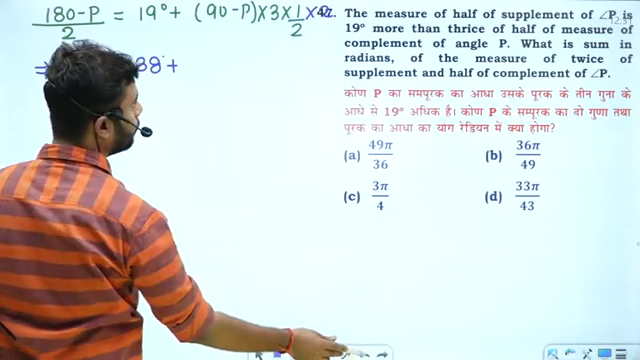 180-P/2 = 19° + (90-P)×3×1/2
⇒ 38 +
The measure of half of supplement of ∠P is
19° more than thrice of half of measure of
complement of angle P. What is sum in
radians, of the measure of twice of
supplement and half of complement of ∠P.
कोण P का समपूरक का आधा उसके पूरक के तीन गुना के
आधे से 19° अधिक है। कोण P के सम्पूरक का दो गुणा तथा
पूरक का आधा का योग रेडियन में क्या होगा?
(a) 49π/36 (b) 36π/49
(c) 3π/4 (d) 33π/43